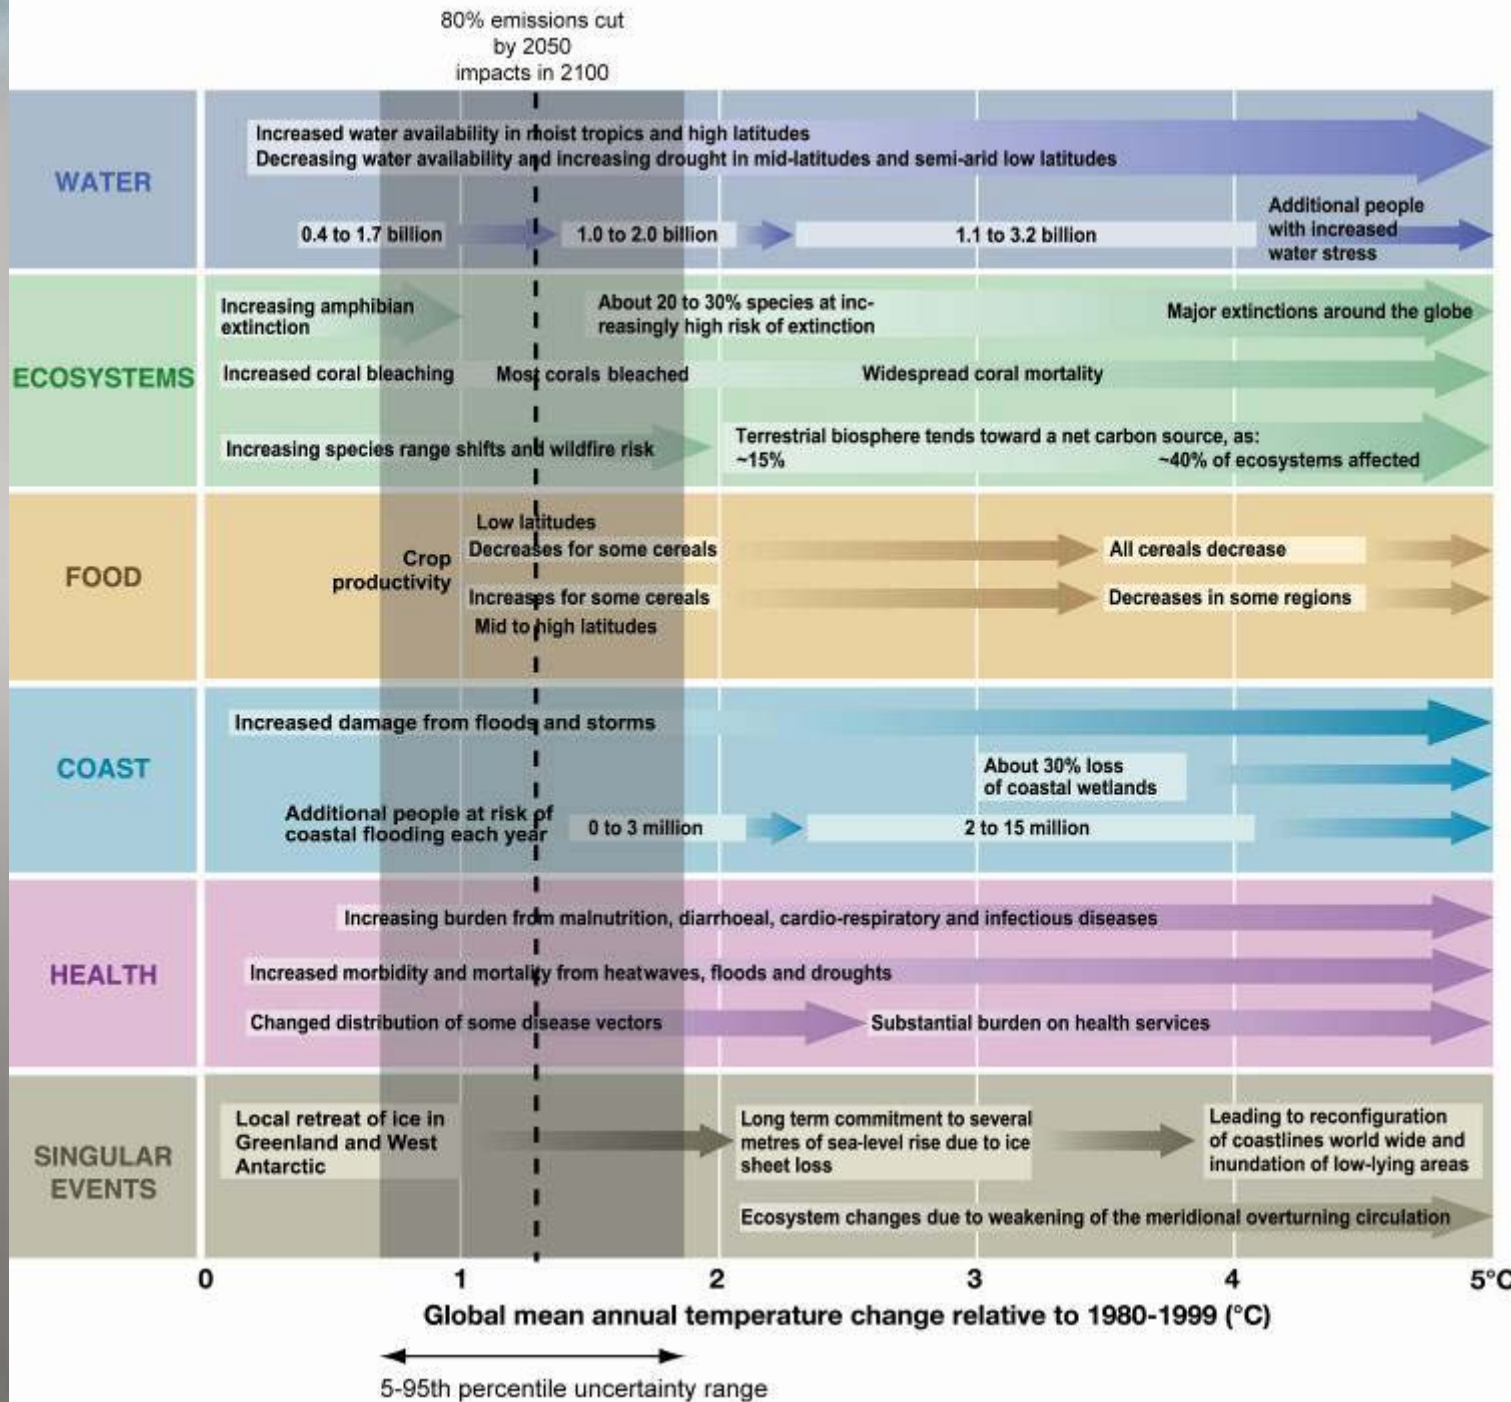 80% emissions cut
by 2050
impacts in 2100
WATER
Increased water availability in moist tropics and high latitudes
Decreasing water availability and increasing drought in mid-latitudes and semi-arid low latitudes
0.4 to 1.7 billion
1.0 to 2.0 billion
1.1 to 3.2 billion
Additional people
with increased
water stress
ECOSYSTEMS
Increasing amphibian
extinction
About 20 to 30% species at inc-
reasingly high risk of extinction
Major extinctions around the globe
Increased coral bleaching
Most corals bleached
Widespread coral mortality
Increasing species range shifts and wildfire risk
Terrestrial biosphere tends toward a net carbon source, as:
~15%
~40% of ecosystems affected
FOOD
Crop
productivity
Low latitudes
Decreases for some cereals
All cereals decrease
Increases for some cereals
Mid to high latitudes
Decreases in some regions
COAST
Increased damage from floods and storms
About 30% loss
of coastal wetlands
Additional people at risk of
coastal flooding each year
0 to 3 million
2 to 15 million
HEALTH
Increasing burden from malnutrition, diarrhoeal, cardio-respiratory and infectious diseases
Increased morbidity and mortality from heatwaves, floods and droughts
Changed distribution of some disease vectors
Substantial burden on health services
SINGULAR
EVENTS
Local retreat of ice in
Greenland and West
Antarctic
Long term commitment to several
metres of sea-level rise due to ice
sheet loss
Leading to reconfiguration
of coastlines world wide and
inundation of low-lying areas
Ecosystem changes due to weakening of the meridional overturning circulation
0 1 2 3 4 5°C
Global mean annual temperature change relative to 1980-1999 (°C)
5-95th percentile uncertainty range